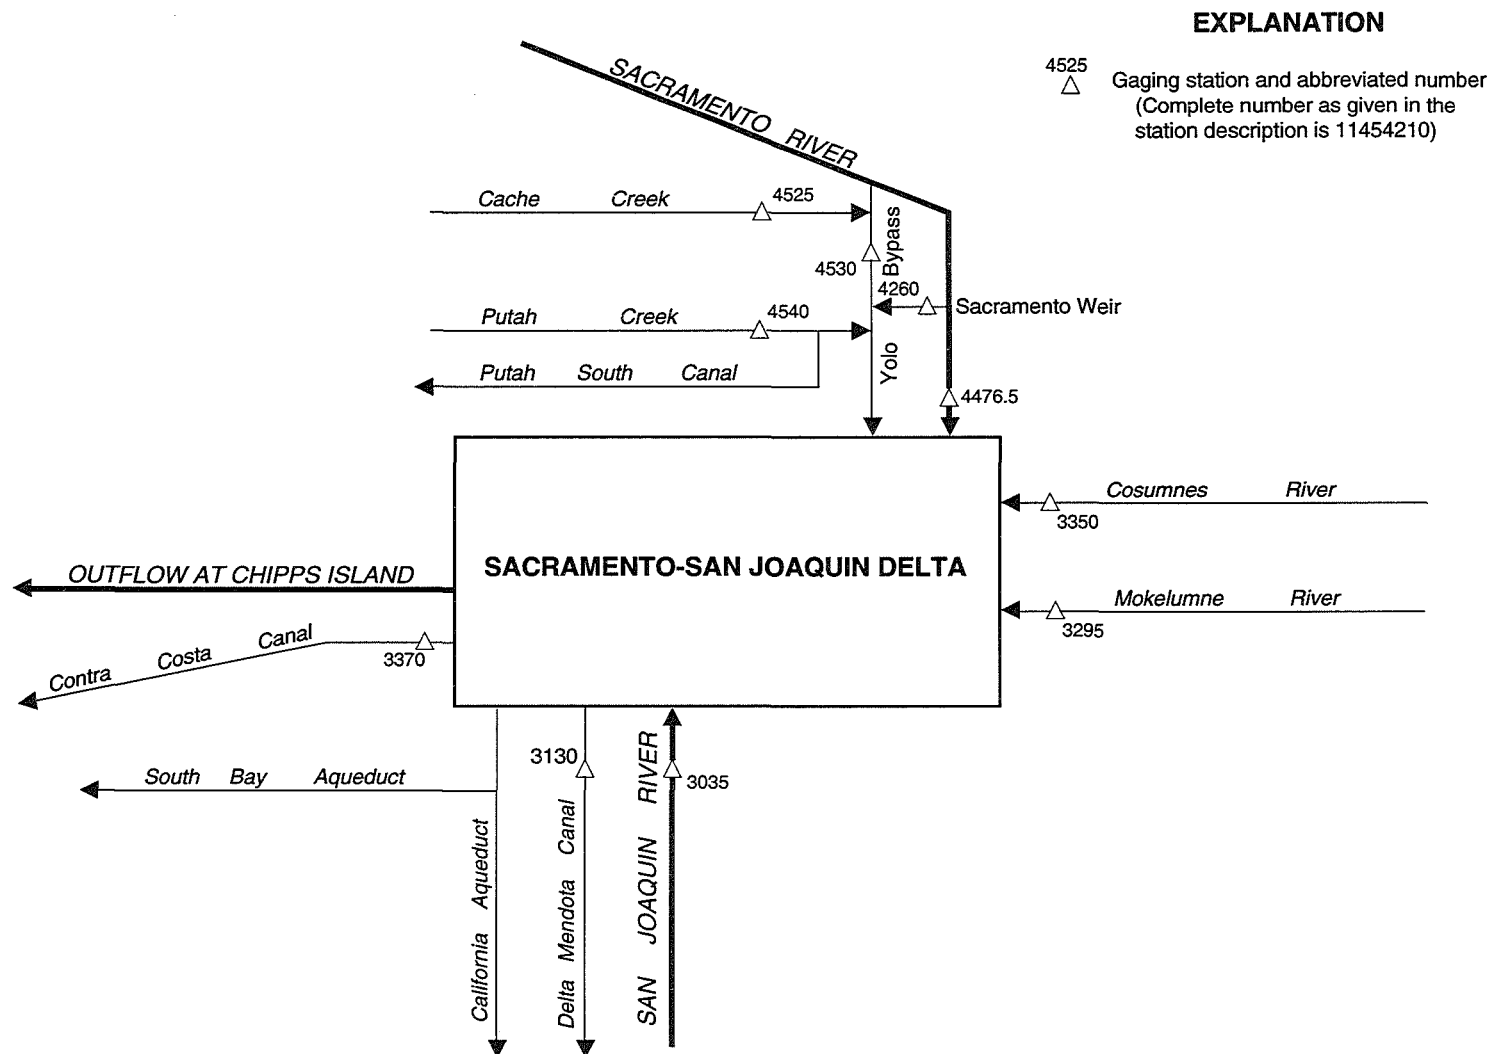 EXPLANATION
4525
Gaging station and abbreviated number
(Complete number as given in the
station description is 11454210)
SACRAMENTO RIVER
Cache Creek
4525
4530
Bypass
4260
Sacramento Weir
Putah Creek
4540
Yolo
Putah South Canal
4476.5
Cosumnes River
3350
SACRAMENTO-SAN JOAQUIN DELTA
OUTFLOW AT CHIPPS ISLAND
Mokelumne River
3295
Contra Costa Canal
3370
3130
3035
South Bay Aqueduct
California Aqueduct
Delta Mendota Canal
SAN JOAQUIN RIVER